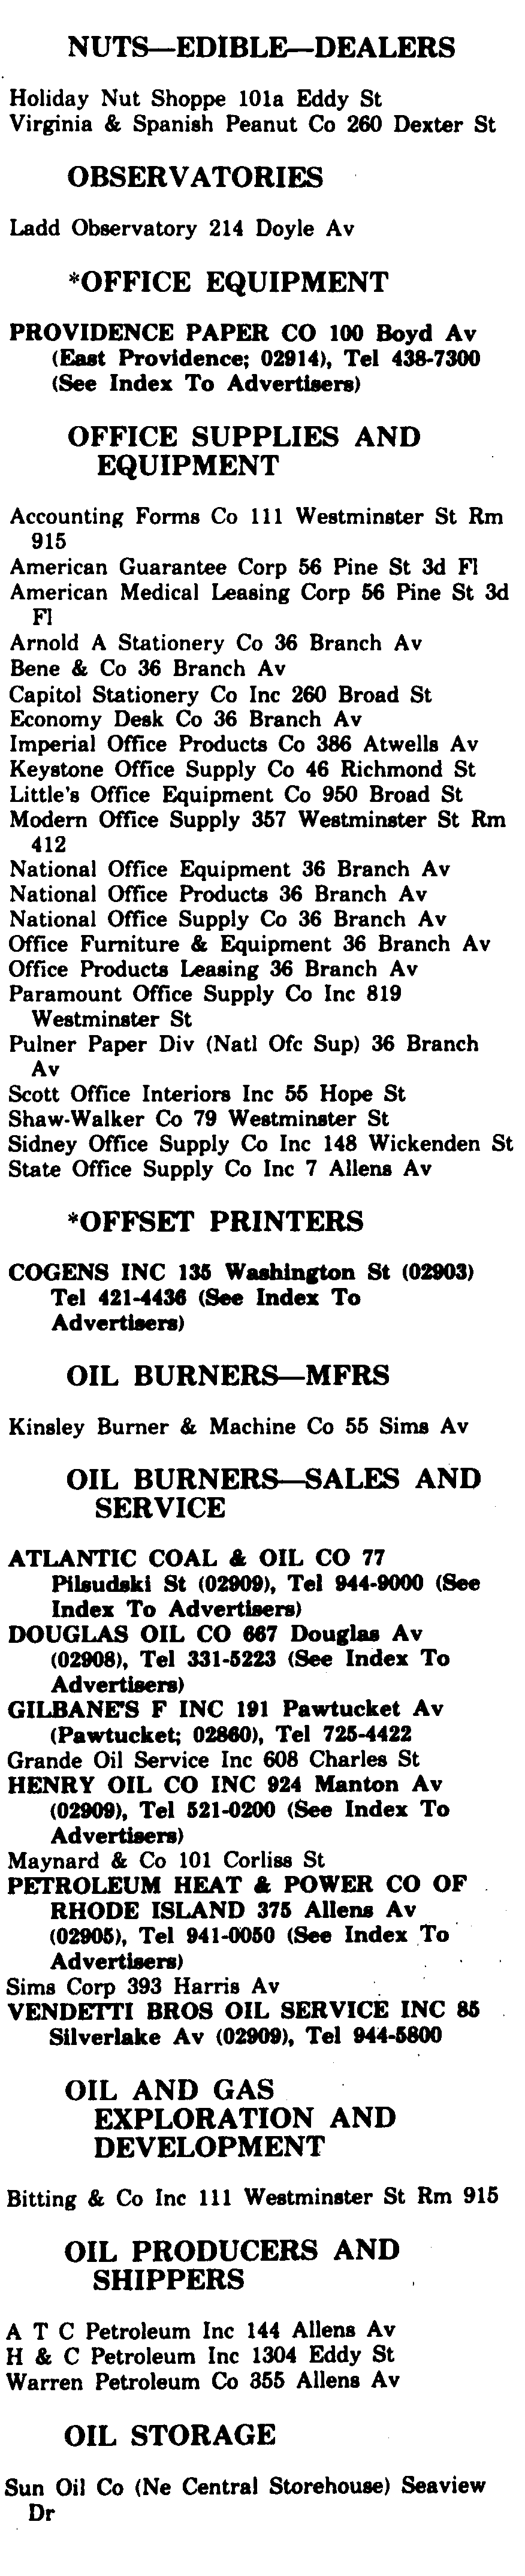 NUTS—EDIBLE—DEALERS
Holiday Nut Shoppe 101a Eddy St
Virginia & Spanish Peanut Co 260 Dexter St
OBSERVATORIES
Ladd Observatory 214 Doyle Av
*OFFICE EQUIPMENT
PROVIDENCE PAPER CO 100 Boyd Av
(East Providence; 02914), Tel 438-7300
(See Index To Advertisers)
OFFICE SUPPLIES AND
EQUIPMENT
Accounting Forms Co 111 Westminster St Rm
915
American Guarantee Corp 56 Pine St 3d Fl
American Medical Leasing Corp 56 Pine St 3d
Fl
Arnold A Stationery Co 36 Branch Av
Bene & Co 36 Branch Av
Capitol Stationery Co Inc 260 Broad St
Economy Desk Co 36 Branch Av
Imperial Office Products Co 386 Atwells Av
Keystone Office Supply Co 46 Richmond St
Little's Office Equipment Co 950 Broad St
Modern Office Supply 357 Westminster St Rm
412
National Office Equipment 36 Branch Av
National Office Products 36 Branch Av
National Office Supply Co 36 Branch Av
Office Furniture & Equipment 36 Branch Av
Office Products Leasing 36 Branch Av
Paramount Office Supply Co Inc 819
Westminster St
Pulner Paper Div (Natl Ofc Sup) 36 Branch
Av
Scott Office Interiors Inc 55 Hope St
Shaw-Walker Co 79 Westminster St
Sidney Office Supply Co Inc 148 Wickenden St
State Office Supply Co Inc 7 Allens Av
*OFFSET PRINTERS
COGENS INC 135 Washington St (02903)
Tel 421-4436 (See Index To
Advertisers)
OIL BURNERS—MFRS
Kinsley Burner & Machine Co 55 Sims Av
OIL BURNERS—SALES AND
SERVICE
ATLANTIC COAL & OIL CO 77
Pilsudski St (02909), Tel 944-9000 (See
Index To Advertisers)
DOUGLAS OIL CO 667 Douglas Av
(02908), Tel 331-5223 (See Index To
Advertisers)
GILBANE'S F INC 191 Pawtucket Av
(Pawtucket; 02860), Tel 725-4422
Grande Oil Service Inc 608 Charles St
HENRY OIL CO INC 924 Manton Av
(02909), Tel 521-0200 (See Index To
Advertisers)
Maynard & Co 101 Corliss St
PETROLEUM HEAT & POWER CO OF
RHODE ISLAND 375 Allens Av
(02905), Tel 941-0050 (See Index To
Advertisers)
Sims Corp 393 Harris Av
VENDETTI BROS OIL SERVICE INC 85
Silverlake Av (02909), Tel 944-5800
OIL AND GAS
EXPLORATION AND
DEVELOPMENT
Bitting & Co Inc 111 Westminster St Rm 915
OIL PRODUCERS AND
SHIPPERS
A T C Petroleum Inc 144 Allens Av
H & C Petroleum Inc 1304 Eddy St
Warren Petroleum Co 355 Allens Av
OIL STORAGE
Sun Oil Co (Ne Central Storehouse) Seaview
Dr